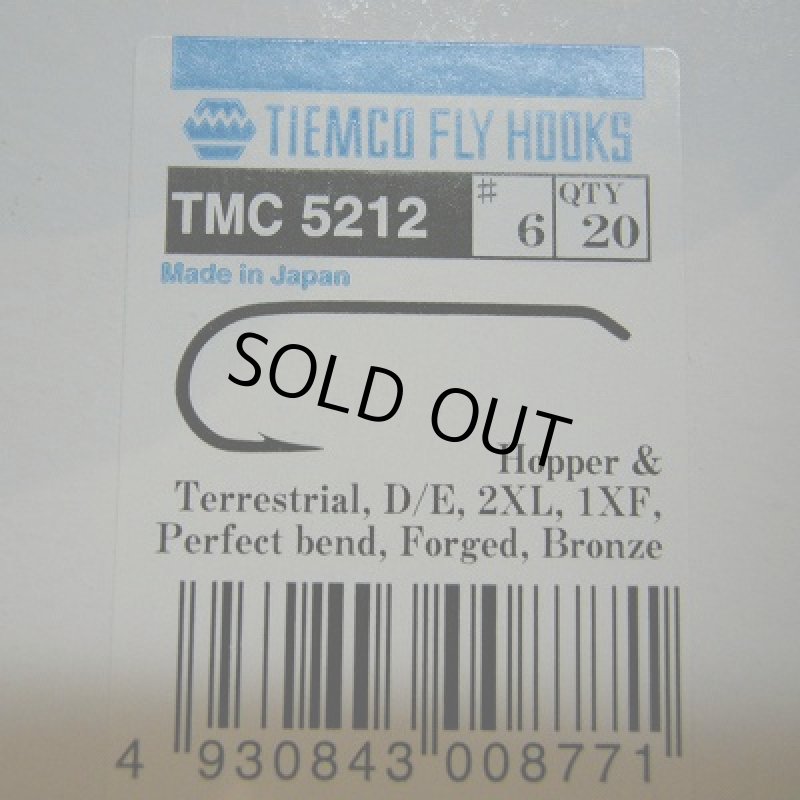 TIEMCO FLY HOOKS
TMC 5212
# 6
QTY 20
Made in Japan
SOLD OUT
Hopper &
Terrestrial, D/E, 2XL, 1XF,
Perfect bend, Forged, Bronze
4 930843 008771